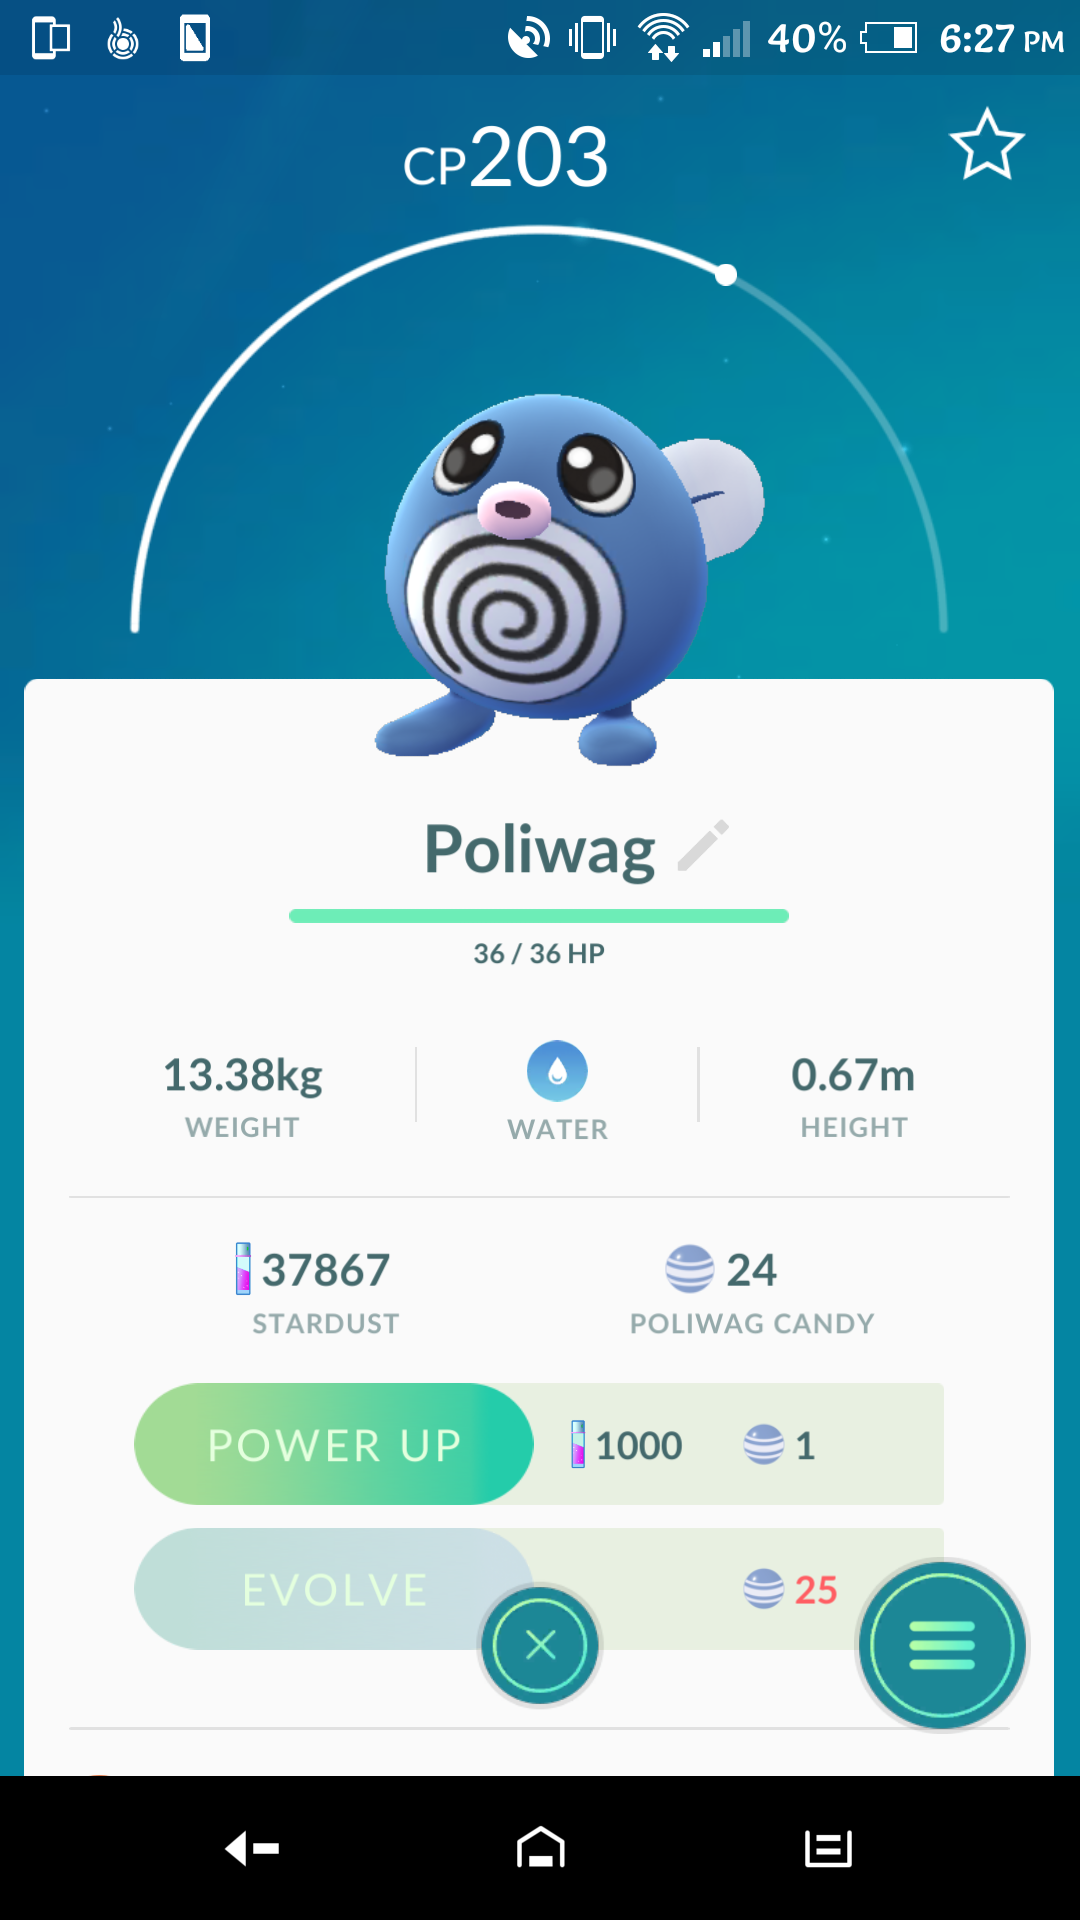 40% 6:27 PM
CP203
Poliwag
36 / 36 HP
13.38kg
WEIGHT
WATER
0.67m
HEIGHT
37867
STARDUST
24
POLIWAG CANDY
POWER UP 1000 1
EVOLVE 25